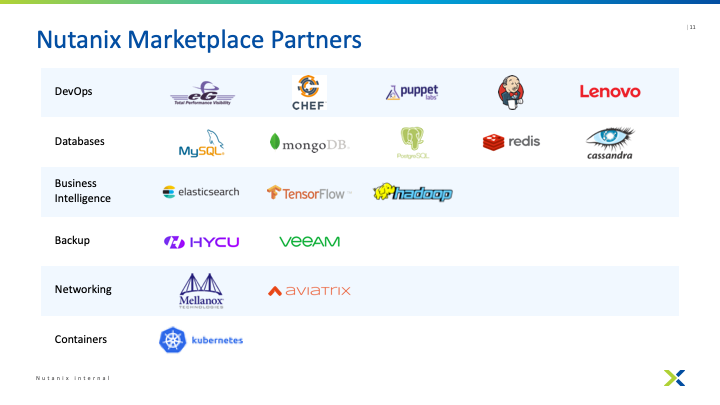 | 11
Nutanix Marketplace Partners
DevOps
eG
Total Performance Visibility
CHEF
puppet
labs
Lenovo
Databases
MySQL
mongoDB
PostgreSQL
redis
cassandra
Business
Intelligence
elasticsearch
TensorFlow
hadoop
Backup
HYCU
VEEAM
Networking
Mellanox
TECHNOLOGIES
AVIATRIX
Containers
kubernetes
Nutanix Internal